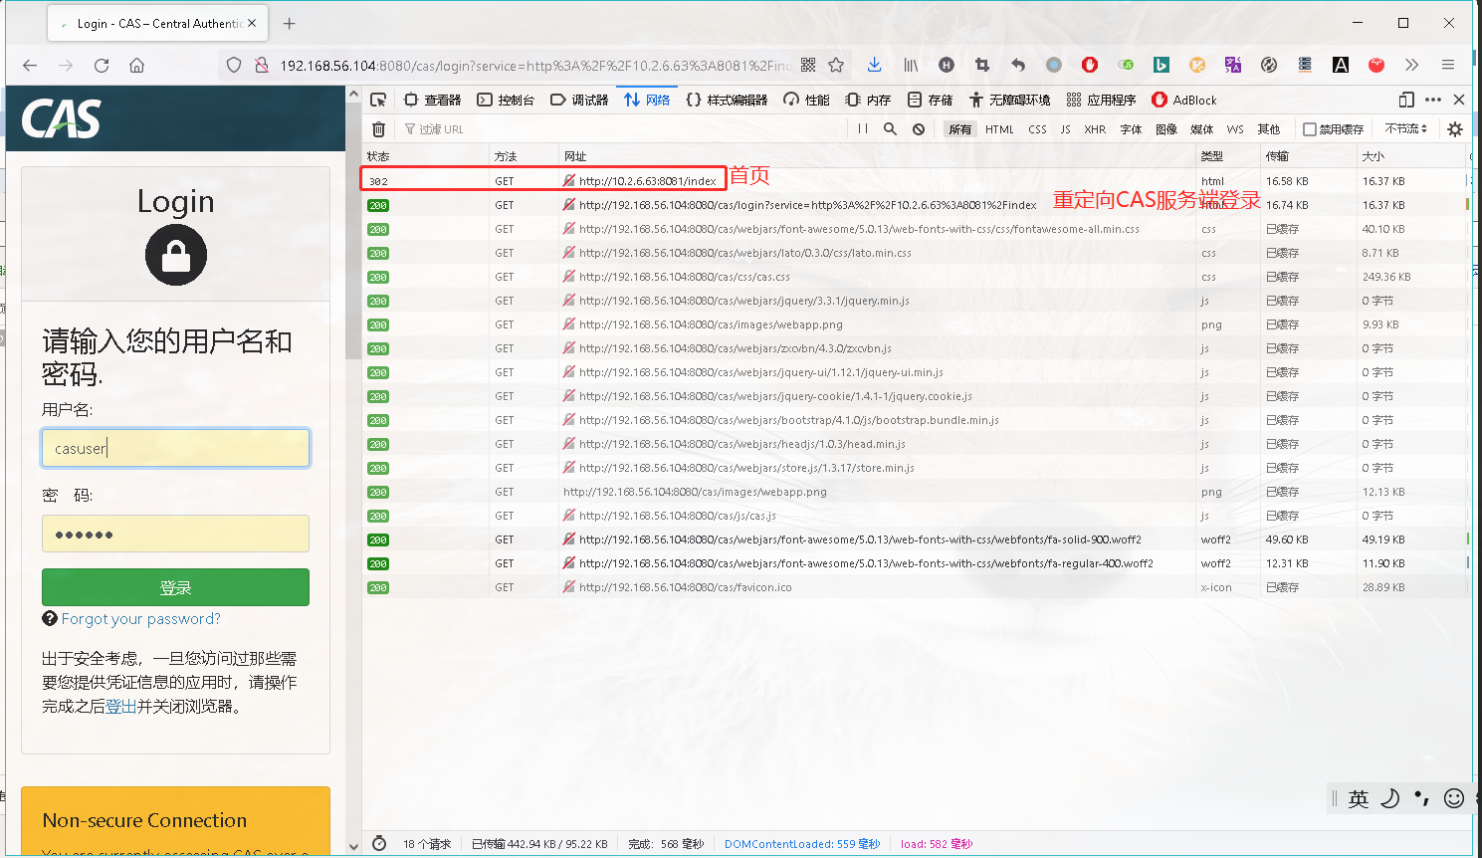 Login - CAS – Central Authentic
192.168.56.104:8080/cas/login?service=http%3A%2F%2F10.2.6.63%3A8081%2Finc
查看器 控制台 调试器 网络 样式编辑器 性能 内存 存储 无障碍环境 应用程序 AdBlock
过滤 URL 所有 HTML CSS JS XHR 字体 图像 媒体 WS 其他 禁用缓存 不节流
状态 方法 网址 类型 传输 大小
302 GET http://10.2.6.63:8081/index html 16.58 KB 16.37 KB
首页
200 GET http://192.168.56.104:8080/cas/login?service=http%3A%2F%2F10.2.6.63%3A8081%2Findex html 16.74 KB 16.37 KB
重定向CAS服务端登录
200 GET http://192.168.56.104:8080/cas/webjars/font-awesome/5.0.13/web-fonts-with-css/css/fontawesome-all.min.css css 已缓存 40.10 KB
200 GET http://192.168.56.104:8080/cas/webjars/lato/0.3.0/css/lato.min.css css 已缓存 8.71 KB
200 GET http://192.168.56.104:8080/cas/css/cas.css css 已缓存 249.36 KB
200 GET http://192.168.56.104:8080/cas/webjars/jquery/3.3.1/jquery.min.js js 已缓存 0 字节
200 GET http://192.168.56.104:8080/cas/images/webapp.png png 已缓存 9.93 KB
200 GET http://192.168.56.104:8080/cas/webjars/zxcvbn/4.3.0/zxcvbn.js js 已缓存 0 字节
200 GET http://192.168.56.104:8080/cas/webjars/jquery-ui/1.12.1/jquery-ui.min.js js 已缓存 0 字节
200 GET http://192.168.56.104:8080/cas/webjars/jquery-cookie/1.4.1-1/jquery.cookie.js js 已缓存 0 字节
200 GET http://192.168.56.104:8080/cas/webjars/bootstrap/4.1.0/js/bootstrap.bundle.min.js js 已缓存 0 字节
200 GET http://192.168.56.104:8080/cas/webjars/headjs/1.0.3/head.min.js js 已缓存 0 字节
200 GET http://192.168.56.104:8080/cas/webjars/store.js/1.3.17/store.min.js js 已缓存 0 字节
200 GET http://192.168.56.104:8080/cas/images/webapp.png png 已缓存 12.13 KB
200 GET http://192.168.56.104:8080/cas/js/cas.js js 已缓存 0 字节
200 GET http://192.168.56.104:8080/cas/webjars/font-awesome/5.0.13/web-fonts-with-css/webfonts/fa-solid-900.woff2 woff2 49.60 KB 49.19 KB
200 GET http://192.168.56.104:8080/cas/webjars/font-awesome/5.0.13/web-fonts-with-css/webfonts/fa-regular-400.woff2 woff2 12.31 KB 11.90 KB
200 GET http://192.168.56.104:8080/cas/favicon.ico x-icon 已缓存 28.89 KB
CAS
Login
请输入您的用户名和
密码.
用户名:
casuser
密 码:
登录
Forgot your password?
出于安全考虑，一旦您访问过那些需
要您提供凭证信息的应用时，请操作
完成之后登出并关闭浏览器。
Non-secure Connection
You are currently accessing CAS over a
英
18 个请求 已传输 442.94 KB / 95.22 KB 完成：568 毫秒 DOMContentLoaded: 559 毫秒 load: 582 毫秒